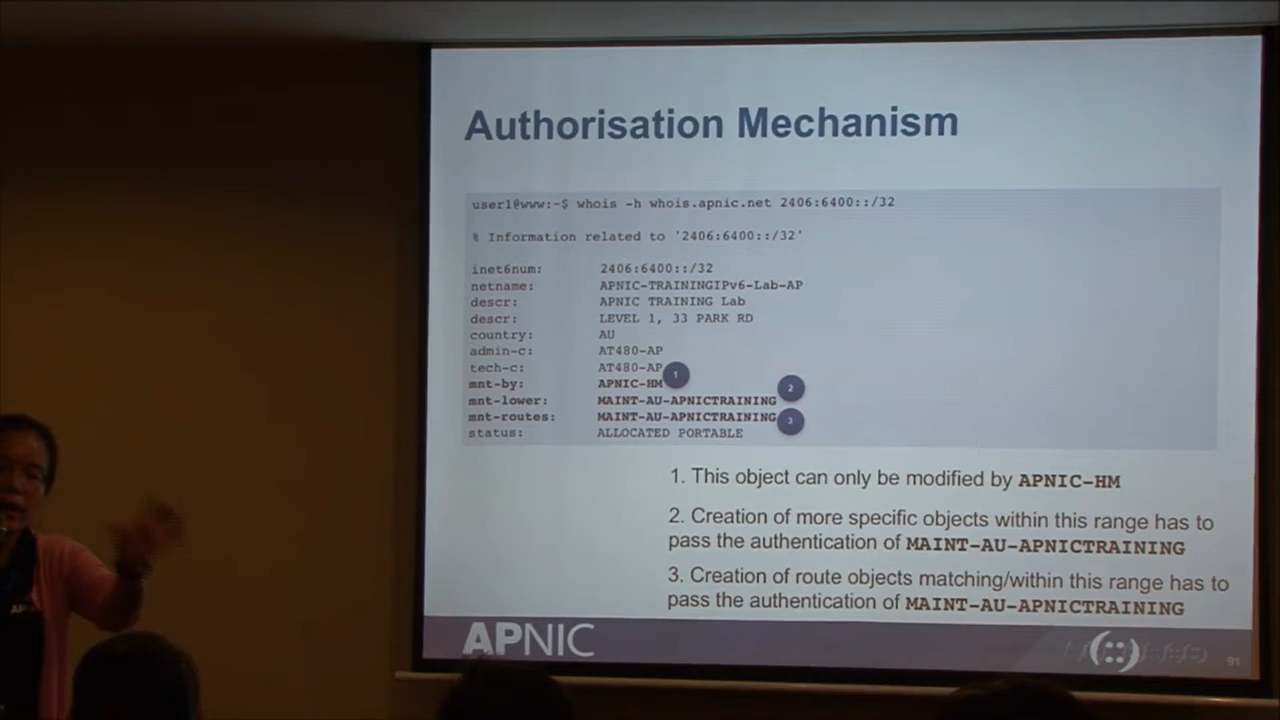 Authorisation Mechanism
user1@www:~$ whois -h whois.apnic.net 2406:6400::/32
% Information related to '2406:6400::/32'
inet6num: 2406:6400::/32
netname: APNIC-TRAININGIPv6-Lab-AP
descr: APNIC TRAINING Lab
descr: LEVEL 1, 33 PARK RD
country: AU
admin-c: AT480-AP
tech-c: AT480-AP
mnt-by: APNIC-HM 1
mnt-lower: MAINT-AU-APNICTRAINING 2
mnt-routes: MAINT-AU-APNICTRAINING 3
status: ALLOCATED PORTABLE
1. This object can only be modified by APNIC-HM
2. Creation of more specific objects within this range has to
pass the authentication of MAINT-AU-APNICTRAINING
3. Creation of route objects matching/within this range has to
pass the authentication of MAINT-AU-APNICTRAINING
APNIC
91